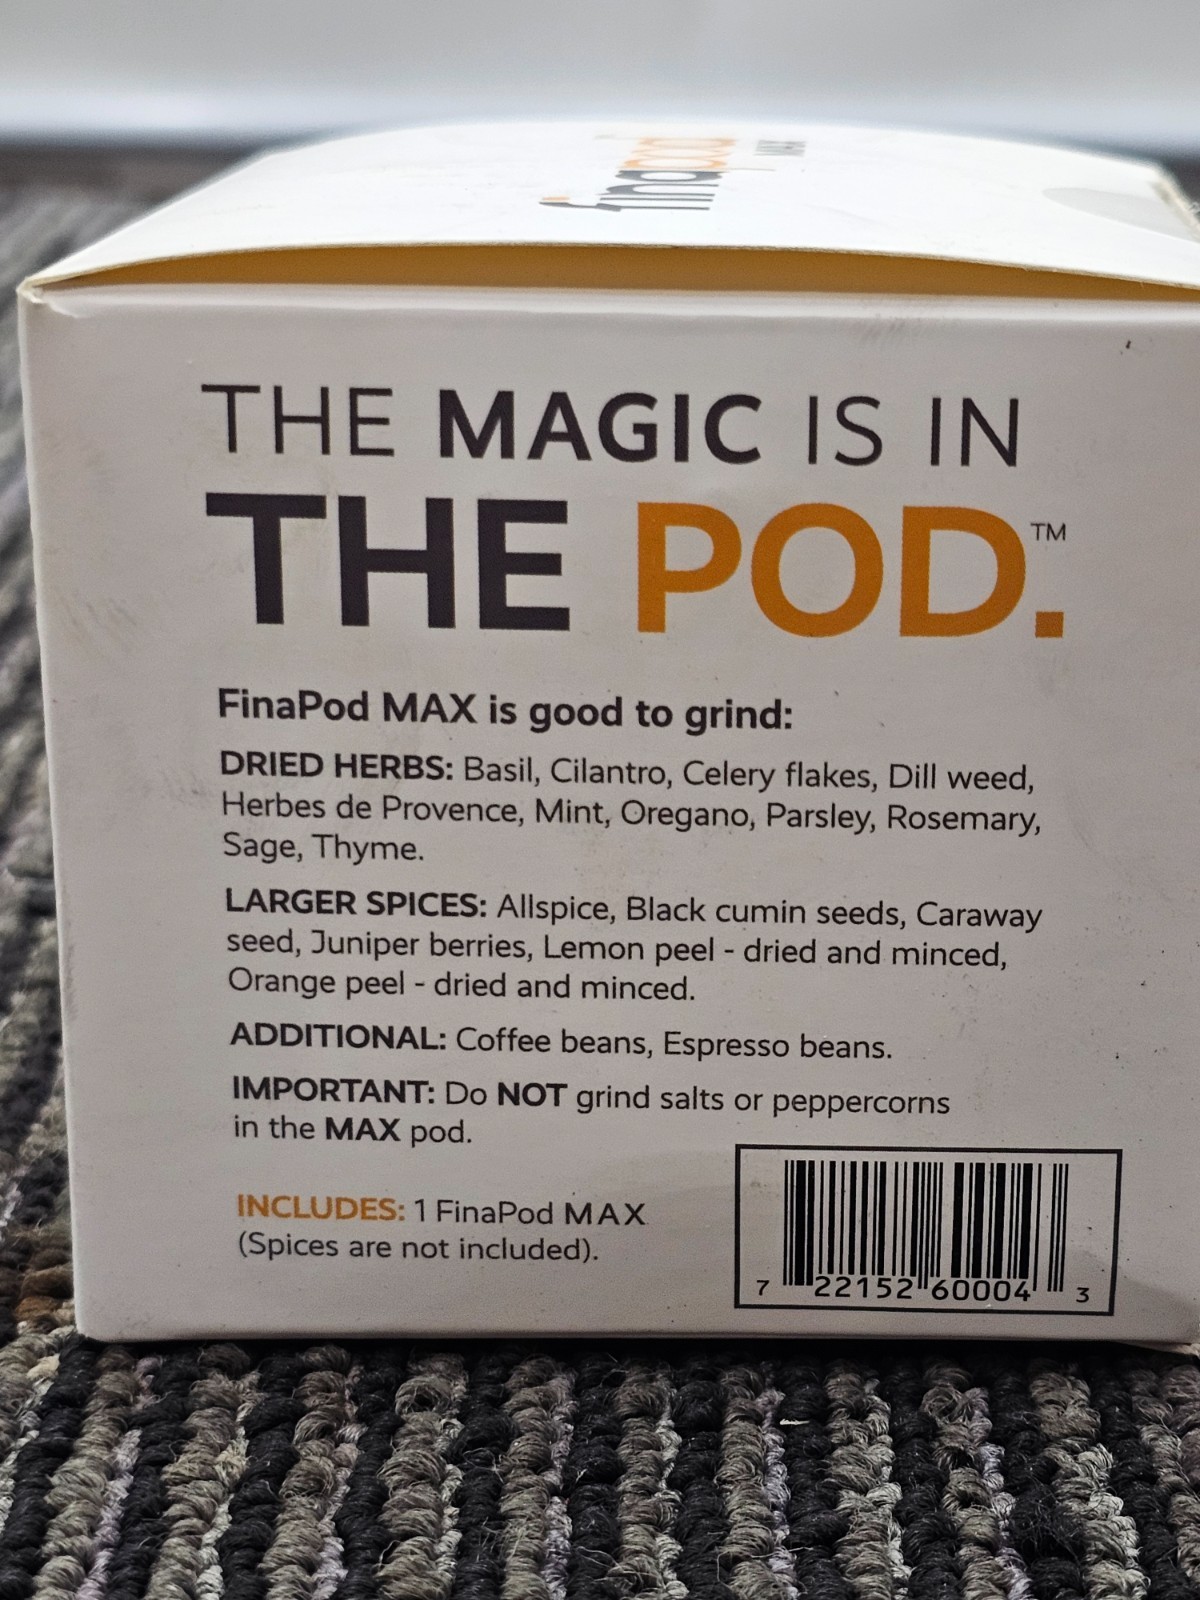 finapod
MAX
THE MAGIC IS IN
THE POD.™
FinaPod MAX is good to grind:
DRIED HERBS: Basil, Cilantro, Celery flakes, Dill weed,
Herbes de Provence, Mint, Oregano, Parsley, Rosemary,
Sage, Thyme.
LARGER SPICES: Allspice, Black cumin seeds, Caraway
seed, Juniper berries, Lemon peel - dried and minced,
Orange peel - dried and minced.
ADDITIONAL: Coffee beans, Espresso beans.
IMPORTANT: Do NOT grind salts or peppercorns
in the MAX pod.
INCLUDES: 1 FinaPod MAX
(Spices are not included).
7 22152 60004 3